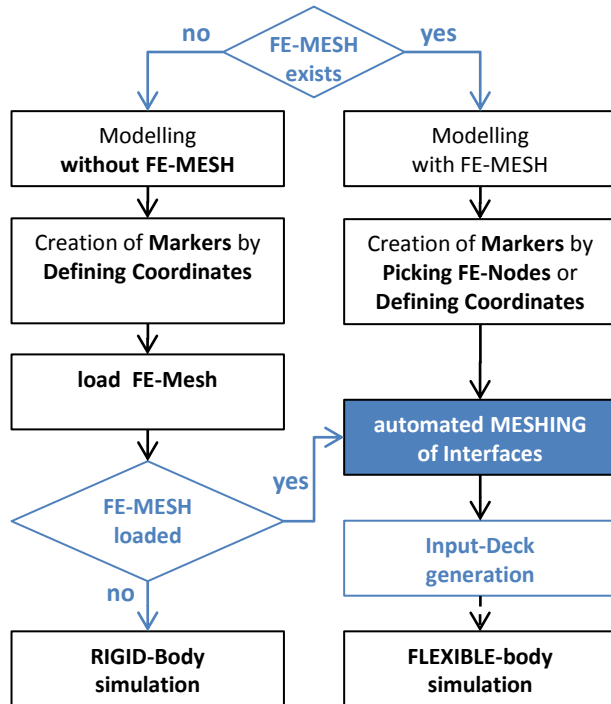 no
FE-MESH
exists
yes
Modelling
without FE-MESH
Modelling
with FE-MESH
Creation of Markers by
Defining Coordinates
Creation of Markers by
Picking FE-Nodes or
Defining Coordinates
load FE-Mesh
automated MESHING
of Interfaces
FE-MESH
loaded
yes
Input-Deck
generation
no
RIGID-Body
simulation
FLEXIBLE-body
simulation